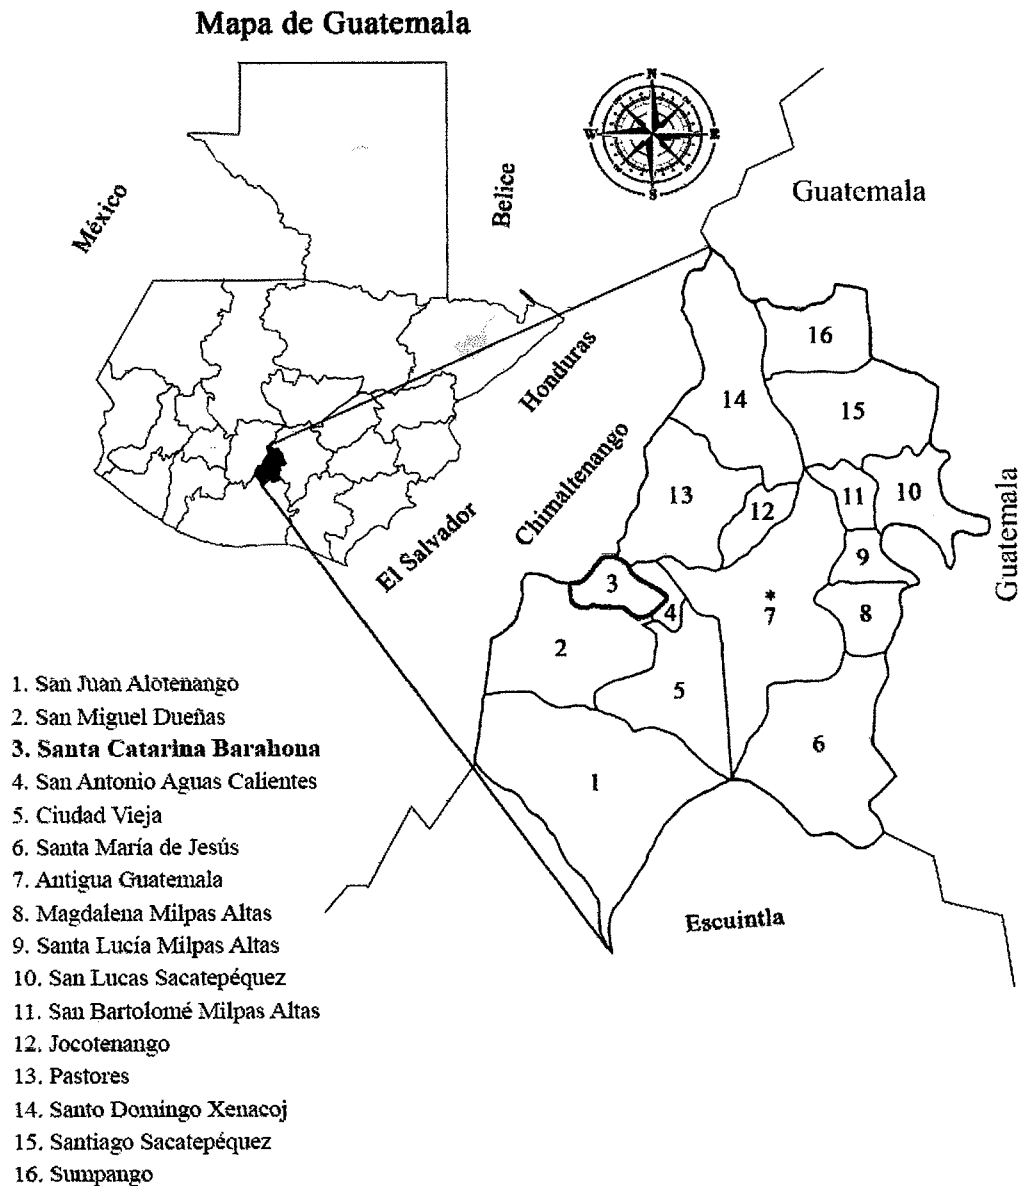 Mapa de Guatemala
N
W
E
S
México
Belice
Guatemala
Honduras
El Salvador
Chimaltenango
Guatemala
Escuintla
16
14
15
13
12
11
10
9
3
4
*
7
8
2
5
6
1
1. San Juan Alotenango
2. San Miguel Dueñas
3. Santa Catarina Barahona
4. San Antonio Aguas Calientes
5. Ciudad Vieja
6. Santa María de Jesús
7. Antigua Guatemala
8. Magdalena Milpas Altas
9. Santa Lucía Milpas Altas
10. San Lucas Sacatepéquez
11. San Bartolomé Milpas Altas
12. Jocotenango
13. Pastores
14. Santo Domingo Xenacoj
15. Santiago Sacatepéquez
16. Sumpango